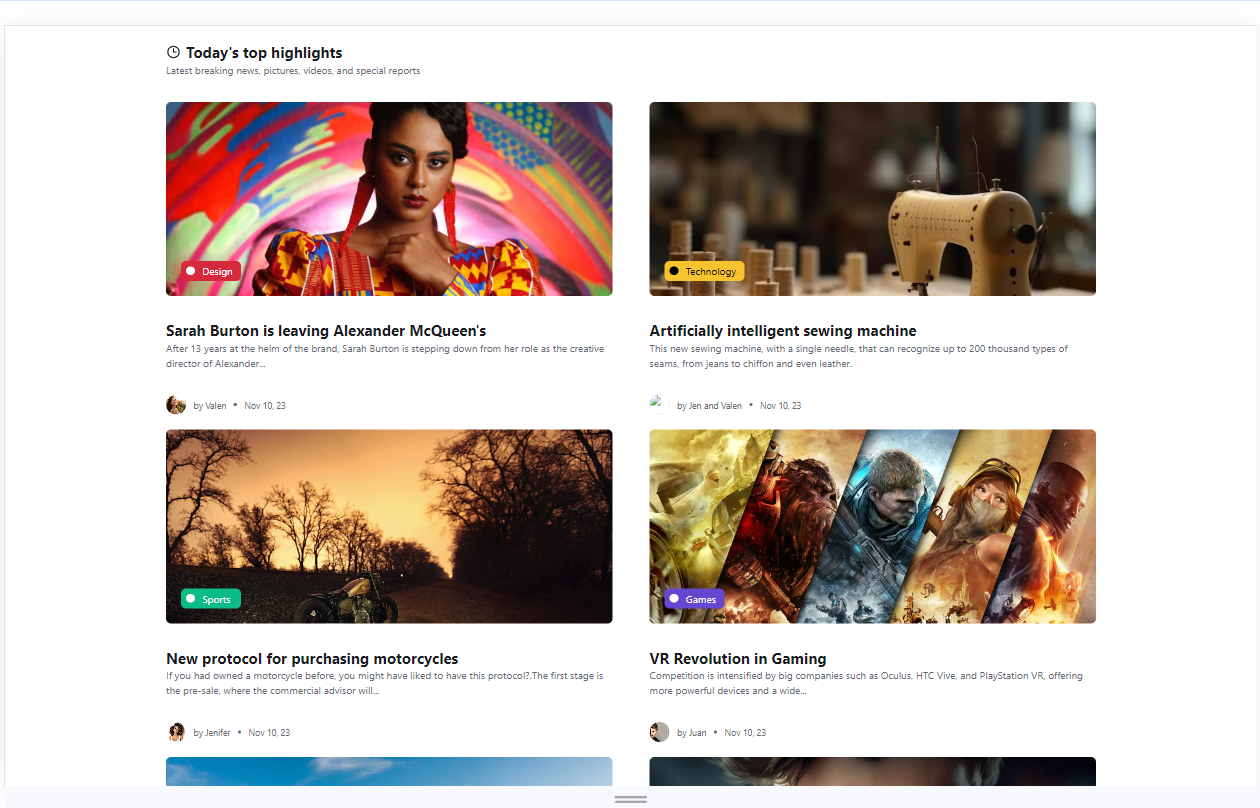 Today's top highlights
Latest breaking news, pictures, videos, and special reports
Design
Technology
Sarah Burton is leaving Alexander McQueen's
After 13 years at the helm of the brand, Sarah Burton is stepping down from her role as the creative
director of Alexander...
by Valen • Nov 10, 23
Artificially intelligent sewing machine
This new sewing machine, with a single needle, that can recognize up to 200 thousand types of
seams, from jeans to chiffon and even leather.
by Jen and Valen • Nov 10, 23
Sports
Games
New protocol for purchasing motorcycles
If you had owned a motorcycle before, you might have liked to have this protocol?.The first stage is
the pre-sale, where the commercial advisor will...
by Jenifer • Nov 10, 23
VR Revolution in Gaming
Competition is intensified by big companies such as Oculus, HTC Vive, and PlayStation VR, offering
more powerful devices and a wide...
by Juan • Nov 10, 23